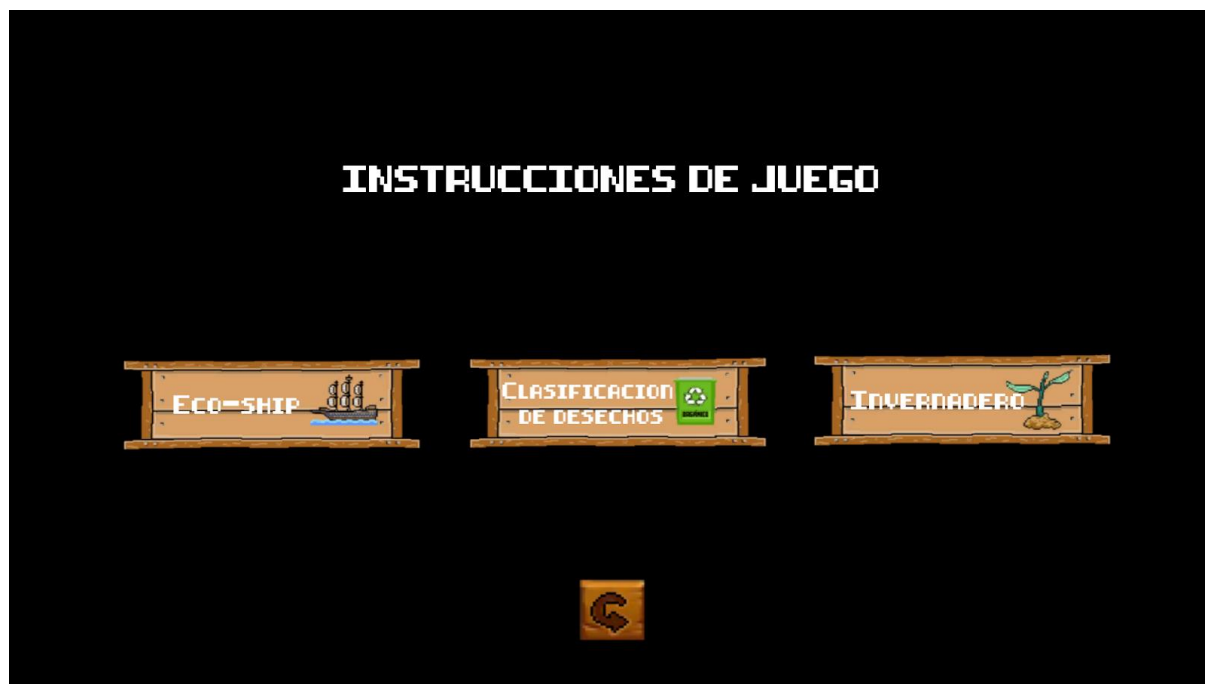 INSTRUCCIONES DE JUEGO
ECO-SHIP
CLASIFICACION
DE DESECHOS
INVERNADERO